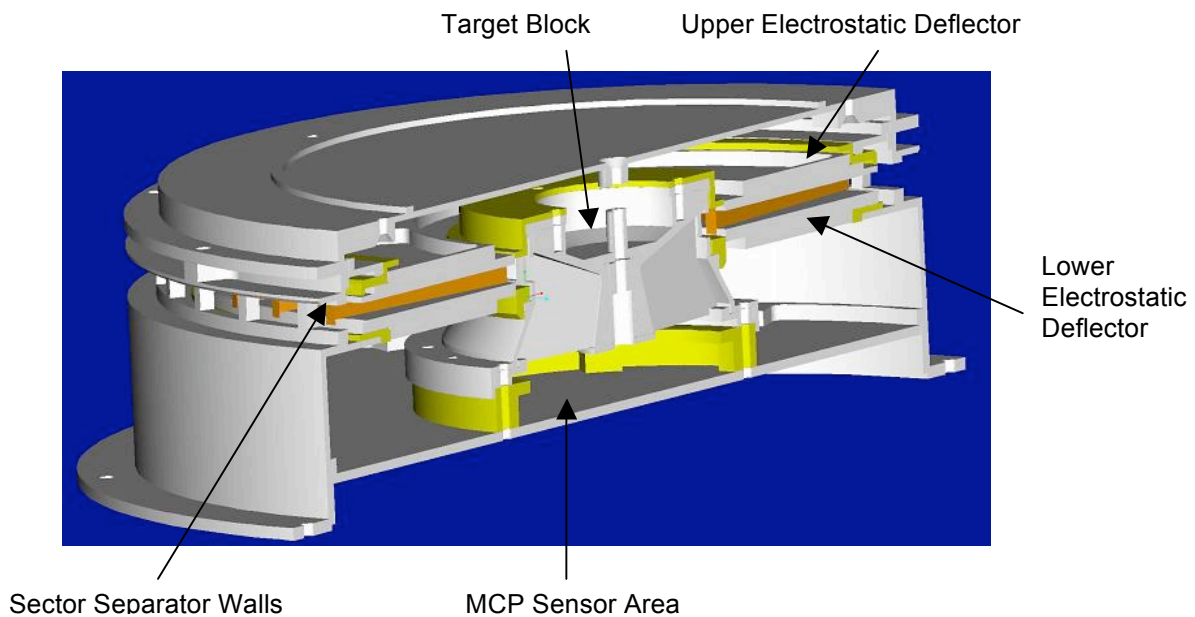 Target Block
Upper Electrostatic Deflector
Lower
Electrostatic
Deflector
Sector Separator Walls
MCP Sensor Area